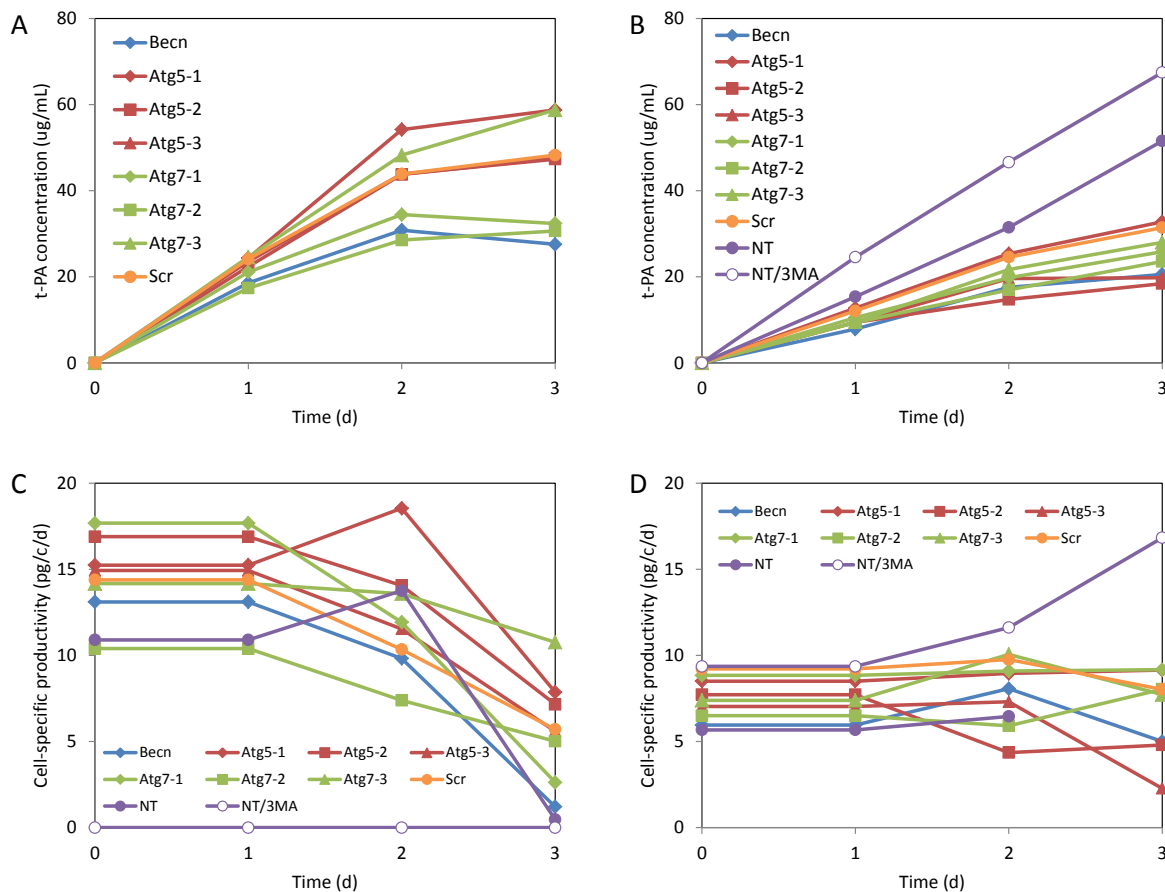 A
t-PA concentration (ug/mL)
80
60
40
20
0
Becn
Atg5-1
Atg5-2
Atg5-3
Atg7-1
Atg7-2
Atg7-3
Scr
0 1 2 3
Time (d)
B
t-PA concentration (ug/mL)
80
60
40
20
0
Becn
Atg5-1
Atg5-2
Atg5-3
Atg7-1
Atg7-2
Atg7-3
Scr
NT
NT/3MA
0 1 2 3
Time (d)
C
Cell-specific productivity (pg/c/d)
20
15
10
5
0
Becn Atg5-1 Atg5-2 Atg5-3
Atg7-1 Atg7-2 Atg7-3 Scr
NT NT/3MA
0 1 2 3
Time (d)
D
Cell-specific productivity (pg/c/d)
20
15
10
5
0
Becn Atg5-1 Atg5-2 Atg5-3
Atg7-1 Atg7-2 Atg7-3 Scr
NT NT/3MA
0 1 2 3
Time (d)